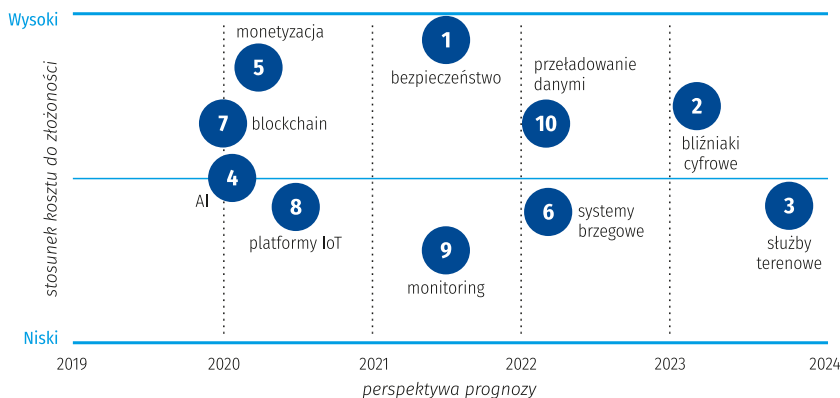 Wysoki
monetyzacja
5
1
bezpieczeństwo
przeładowanie
danymi
10
2
bliźniaki
cyfrowe
7
blockchain
4
AI
8
platformy IoT
9
monitoring
6
systemy
brzegowe
3
służby
terenowe
stosunek kosztu do złożoności
Niski
2019
2020
2021
2022
2023
2024
perspektywa prognozy